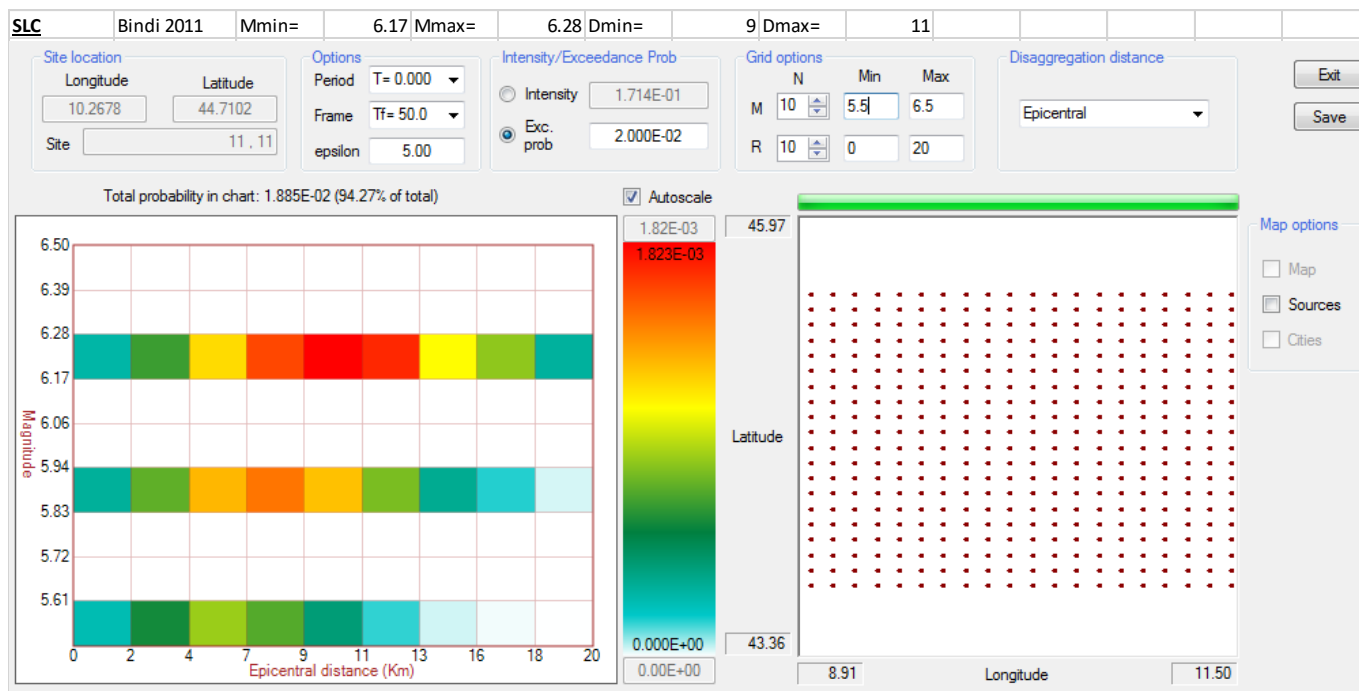 SLC Bindi 2011 Mmin= 6.17 Mmax= 6.28 Dmin= 9 Dmax= 11
Site location
Longitude Latitude
10.2678 44.7102
Site 11 , 11
Options
Period T= 0.000
Frame Tf= 50.0
epsilon 5.00
Intensity/Exceedance Prob
Intensity 1.714E-01
Exc. prob 2.000E-02
Grid options
N Min Max
M 10 5.5 6.5
R 10 0 20
Disaggregation distance
Epicentral
Exit
Save
Total probability in chart: 1.885E-02 (94.27% of total)
Autoscale
6.50
6.39
6.28
6.17
6.06
5.94
5.83
5.72
5.61
Magnitude
0 2 4 7 9 11 13 16 18 20
Epicentral distance (Km)
1.82E-03
1.823E-03
0.000E+00
0.00E+00
45.97
Latitude
43.36
8.91 Longitude 11.50
Map options
Map
Sources
Cities